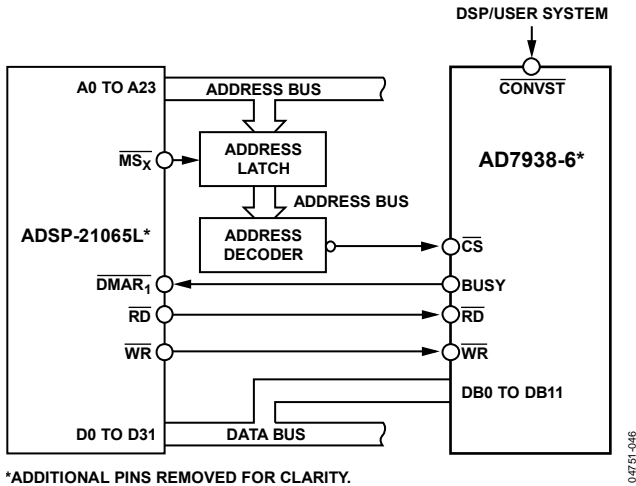 DSP/USER SYSTEM
A0 TO A23
ADDRESS BUS
CONVST
MSX
ADDRESS
LATCH
AD7938-6*
ADDRESS BUS
ADSP-21065L*
ADDRESS
DECODER
CS
DMAR1
BUSY
RD
RD
WR
WR
DB0 TO DB11
D0 TO D31
DATA BUS
*ADDITIONAL PINS REMOVED FOR CLARITY.
04751-046